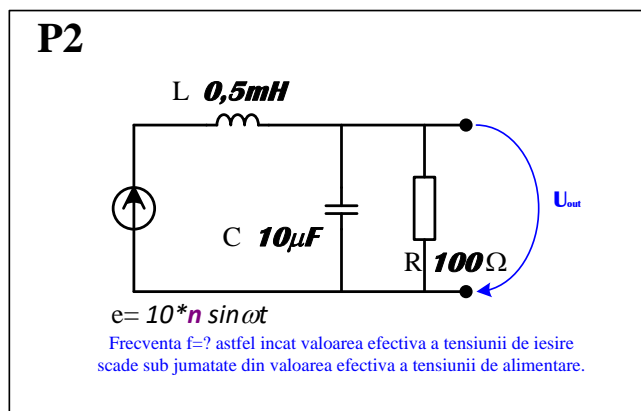 P2
L 0,5mH
C 10μF
R 100Ω
Uout
e= 10*n sinωt
Frecventa f=? astfel incat valoarea efectiva a tensiunii de iesire
scade sub jumatate din valoarea efectiva a tensiunii de alimentare.